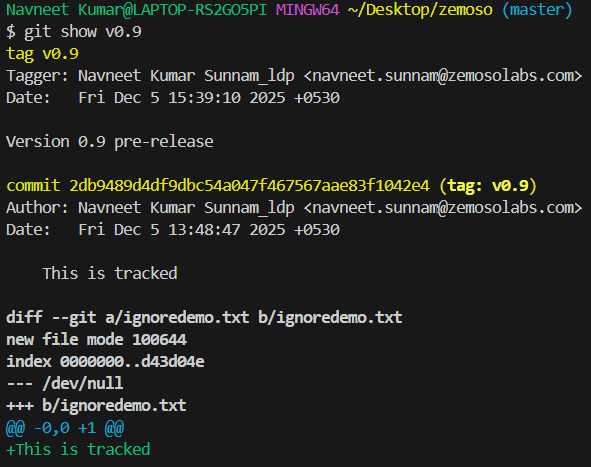 Navneet Kumar@LAPTOP-RS2GO5PI MINGW64 ~/Desktop/zemoso (master)
$ git show v0.9
tag v0.9
Tagger: Navneet Kumar Sunnam_ldp <navneet.sunnam@zemosolabs.com>
Date:   Fri Dec 5 15:39:10 2025 +0530

Version 0.9 pre-release

commit 2db9489d4df9dbc54a047f467567aae83f1042e4 (tag: v0.9)
Author: Navneet Kumar Sunnam_ldp <navneet.sunnam@zemosolabs.com>
Date:   Fri Dec 5 13:48:47 2025 +0530

    This is tracked

diff --git a/ignoredemo.txt b/ignoredemo.txt
new file mode 100644
index 0000000..d43d04e
--- /dev/null
+++ b/ignoredemo.txt
@@ -0,0 +1 @@
+This is tracked